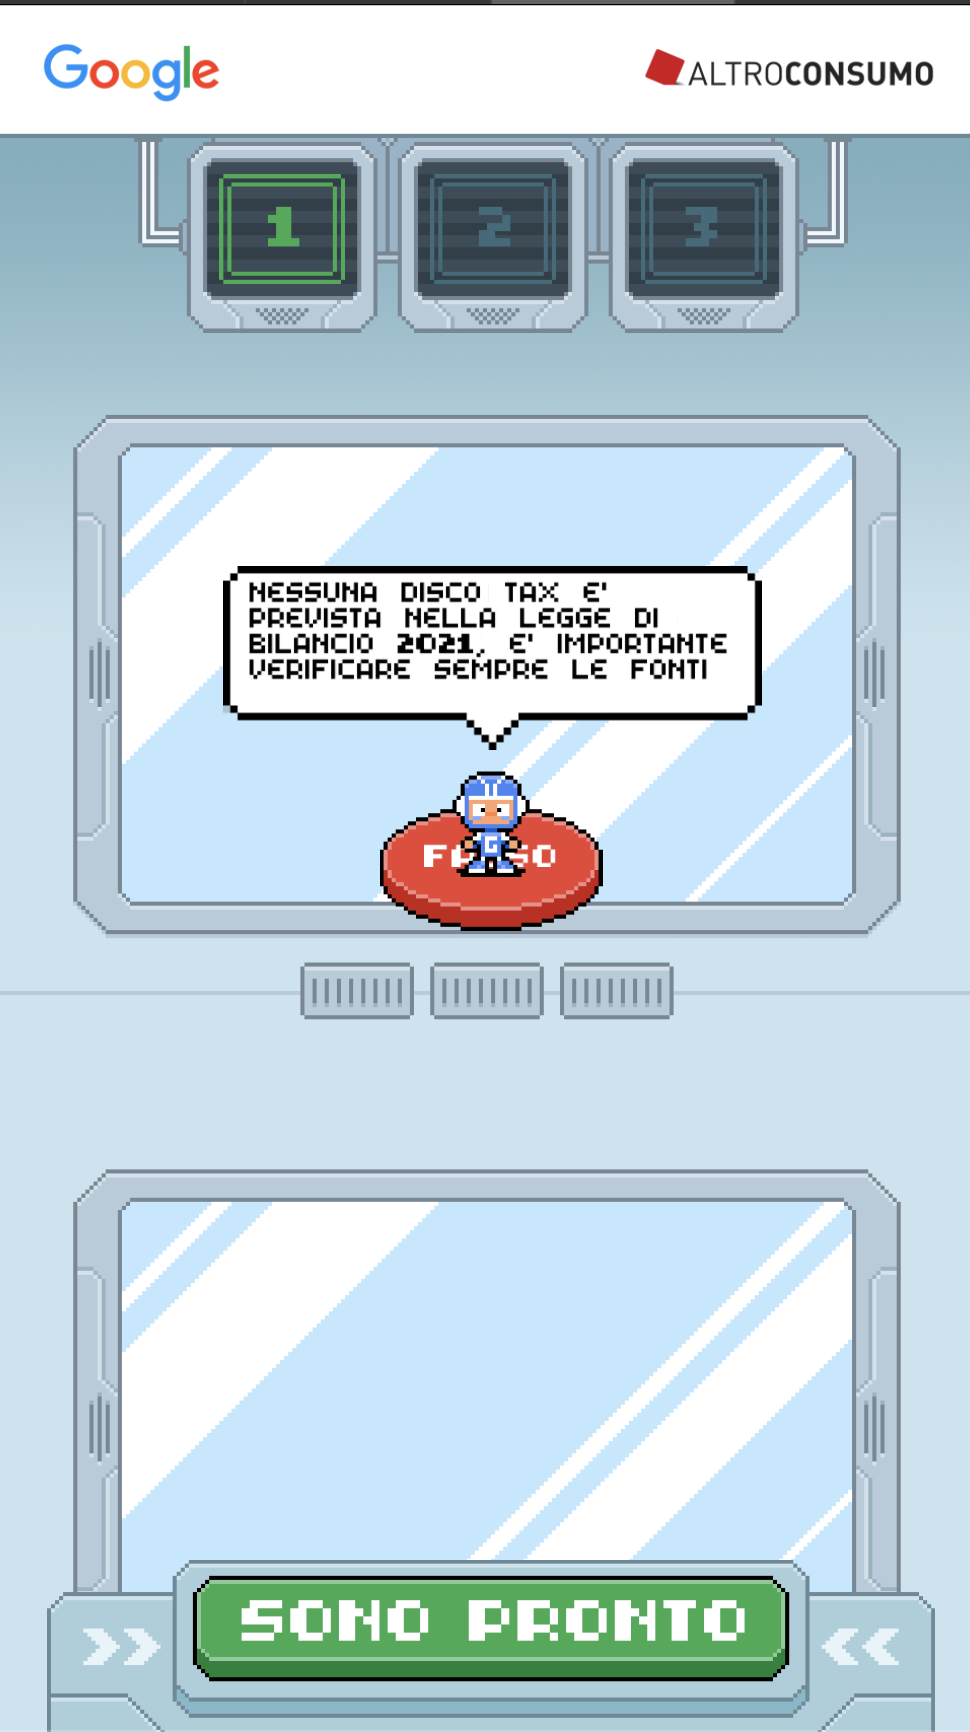 Google
ALTROCONSUMO
1 2 3
NESSUNA DISCO TAX E'
PREVISTA NELLA LEGGE DI
BILANCIO 2021, E' IMPORTANTE
VERIFICARE SEMPRE LE FONTI
G
SONO PRONTO